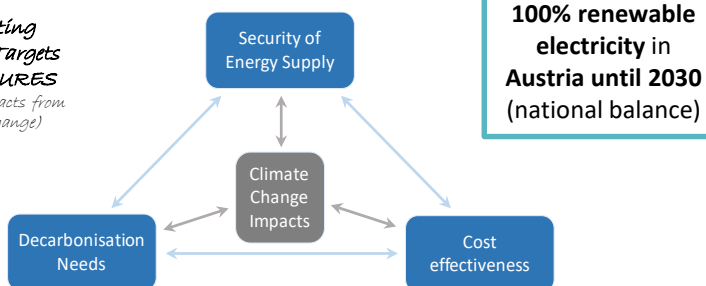 Targets
URES
acts from
ange)
Security of
Energy Supply
100% renewable
electricity in
Austria until 2030
(national balance)
Climate
Change
Impacts
Decarbonisation
Needs
Cost
effectiveness